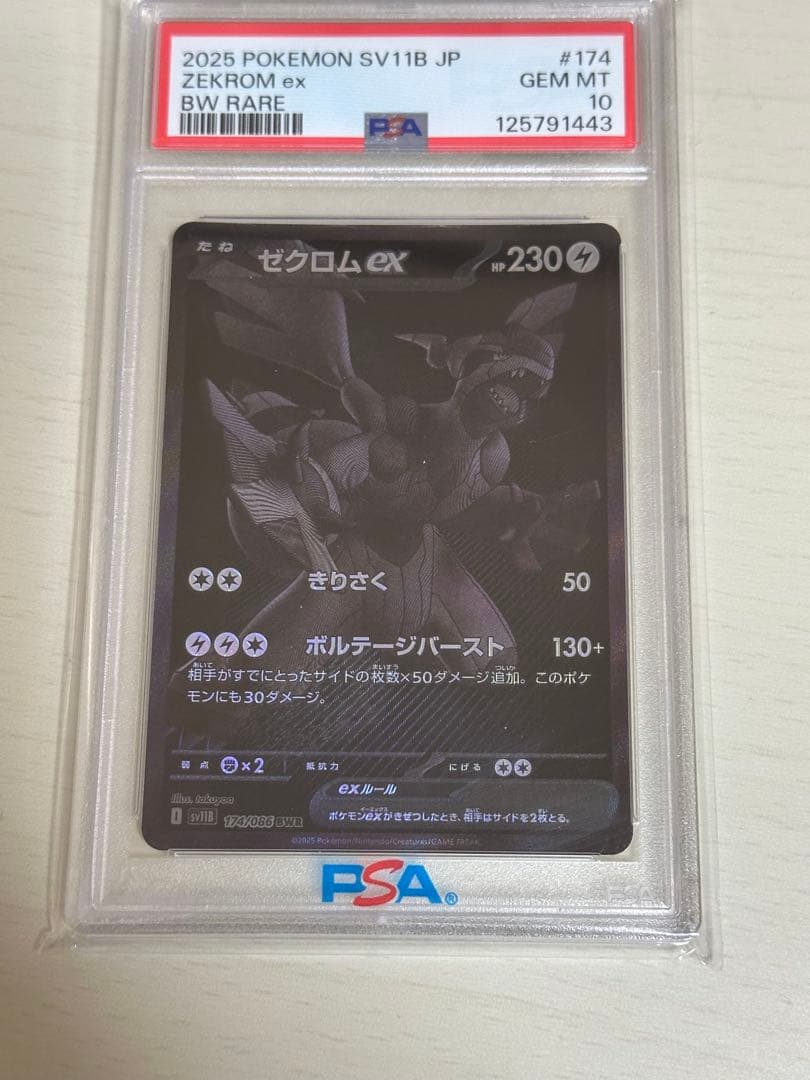 2025 POKEMON SV11B JP #174
ZEKROM ex GEM MT
BW RARE 10
PSA 125791443
たね ゼクロムex HP230
きりさく 50
ボルテージバースト 130+
相手がすでにとったサイドの枚数×50ダメージ追加。このポケ
モンにも30ダメージ。
弱点 ×2 抵抗力 にげる
exルール
ポケモンexがきぜつしたとき、相手はサイドを2枚とる。
Illus. takuyoa
I sv11B 174/086 BWR
©2025 Pokémon/Nintendo/Creatures/GAME FREAK.
PSA®
PSA